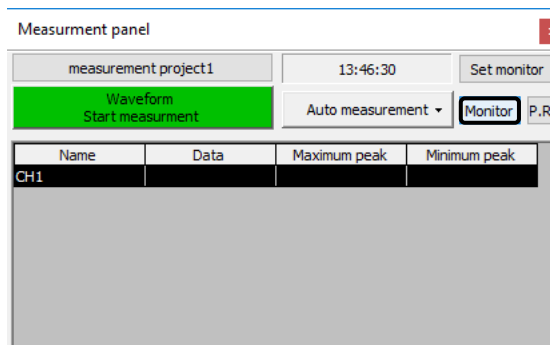 Measurment panel
measurement project1 13:46:30 Set monitor
Waveform
Start measurment
Auto measurement Monitor P.R
Name Data Maximum peak Minimum peak
CH1